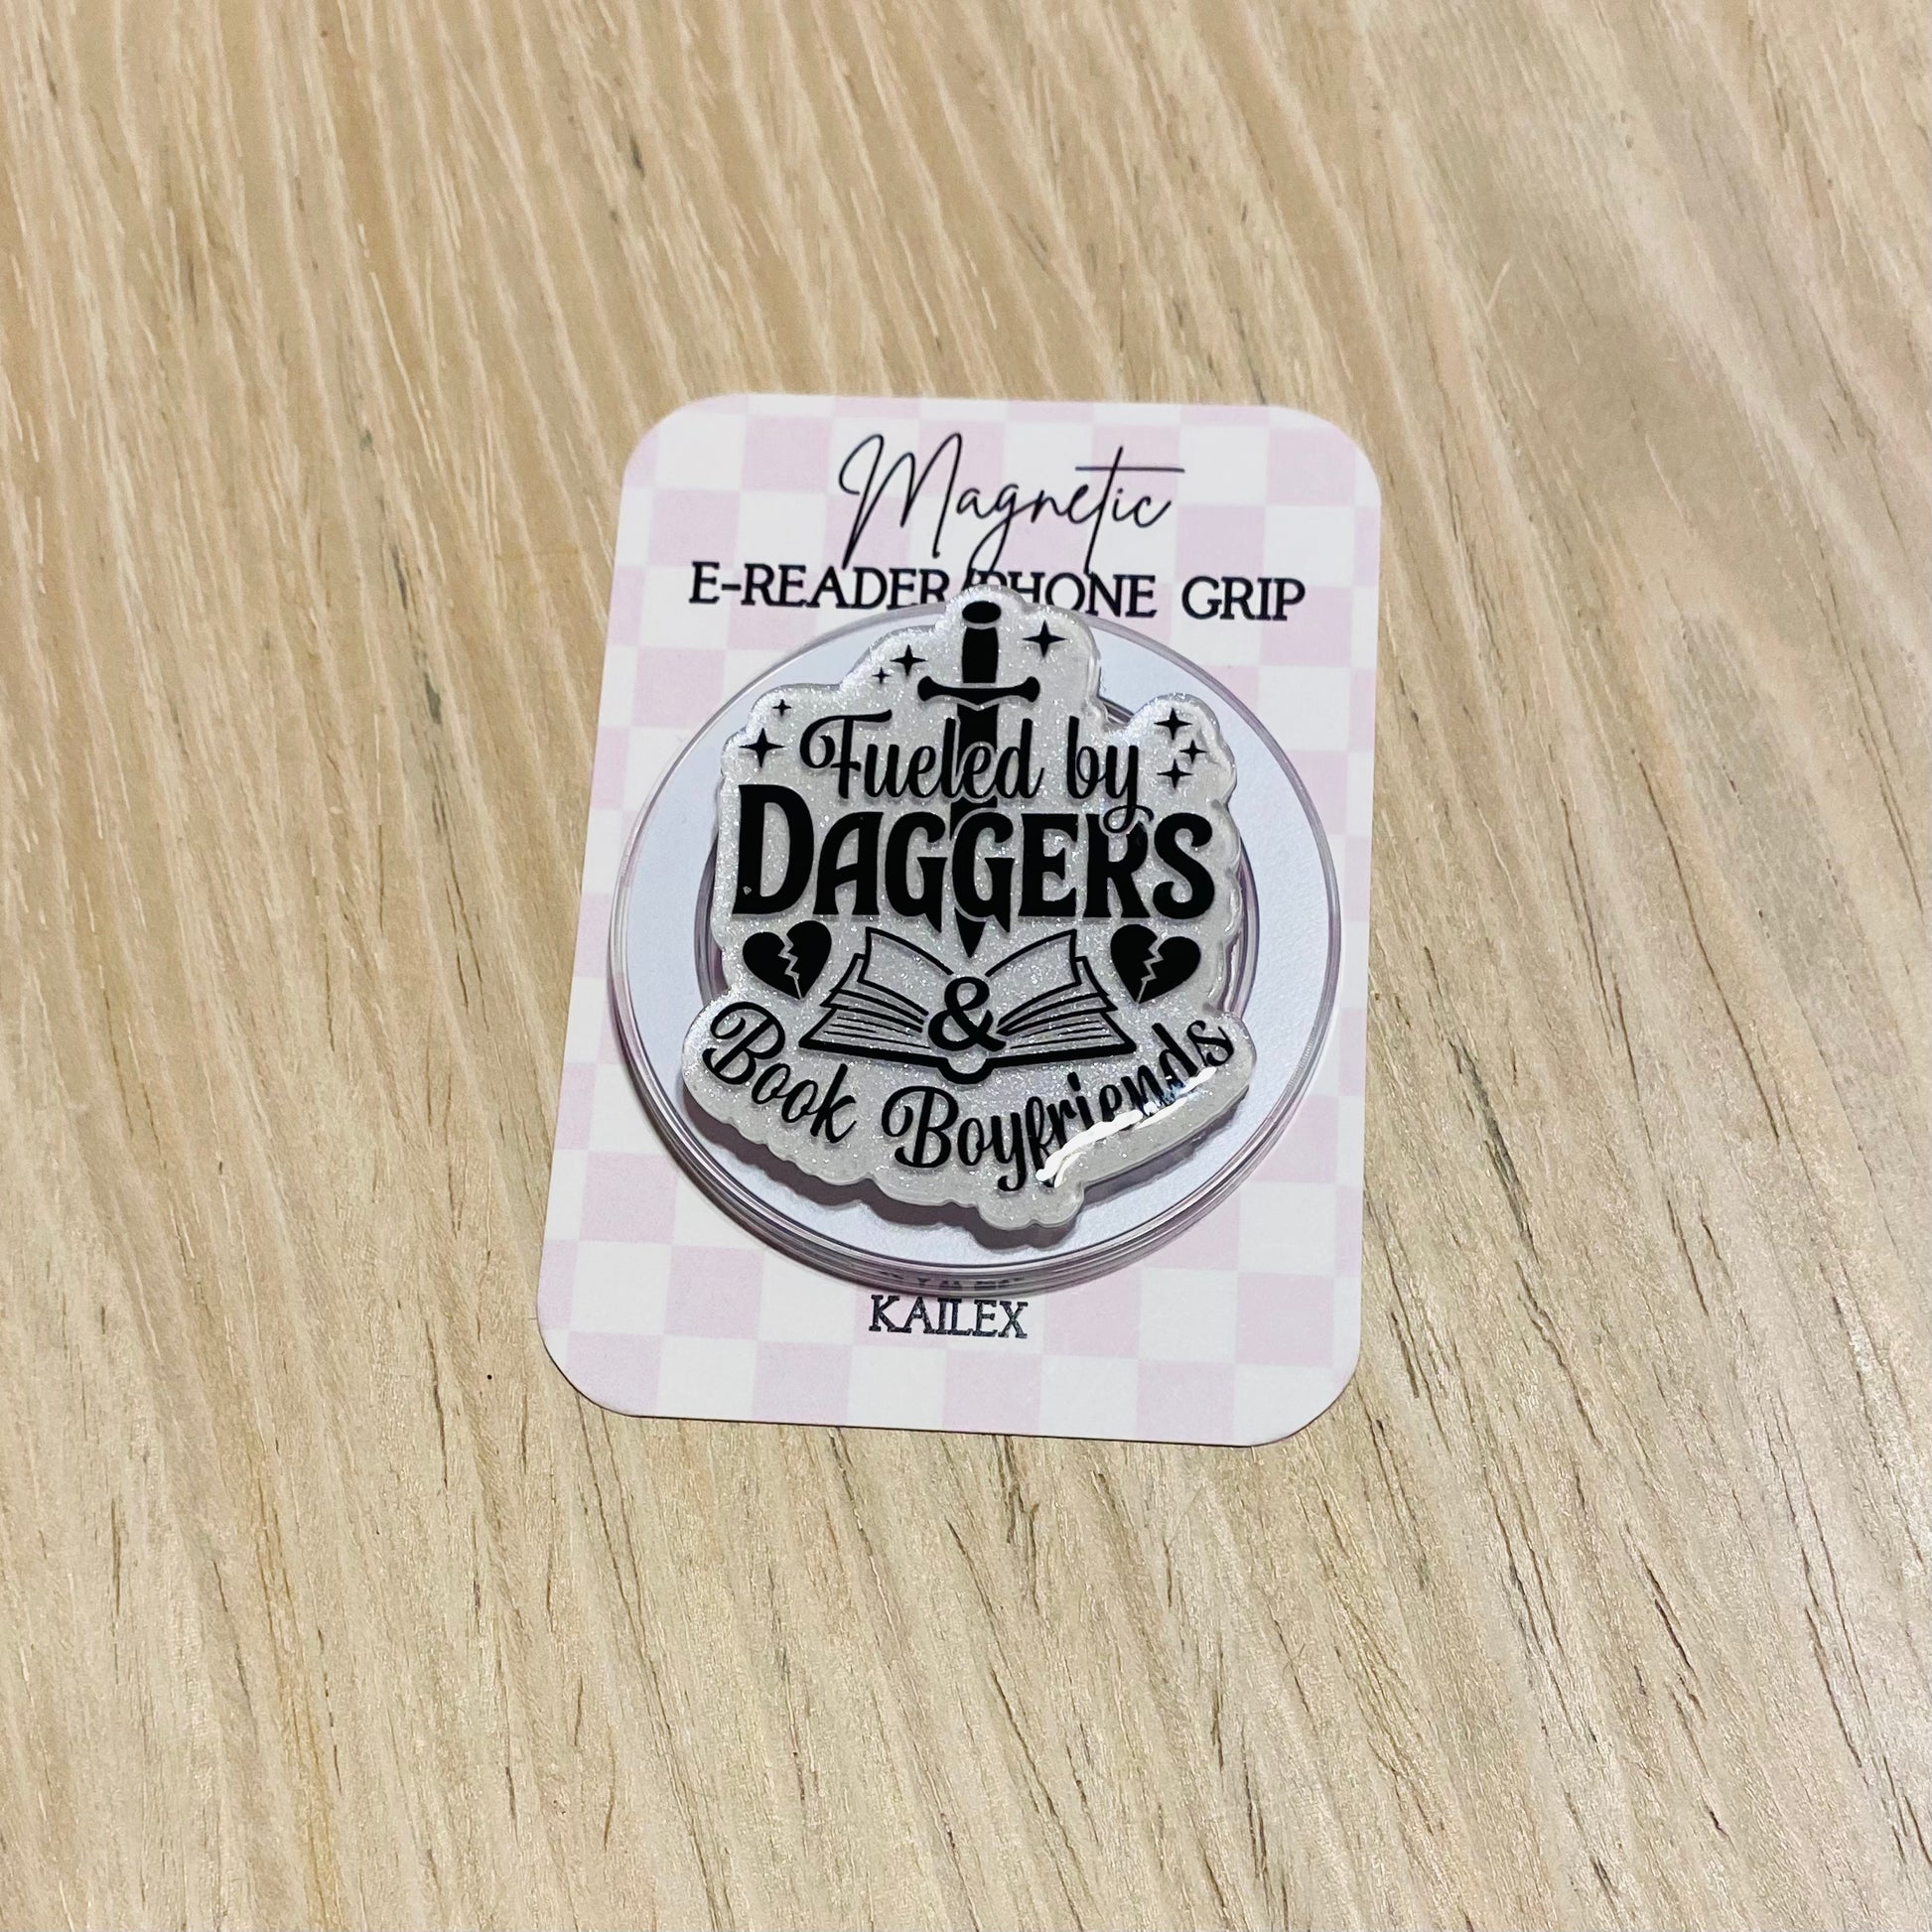 Magnetic
E-READER/PHONE GRIP
Fueled by
DAGGERS
&
Book Boyfriends
KAILEX